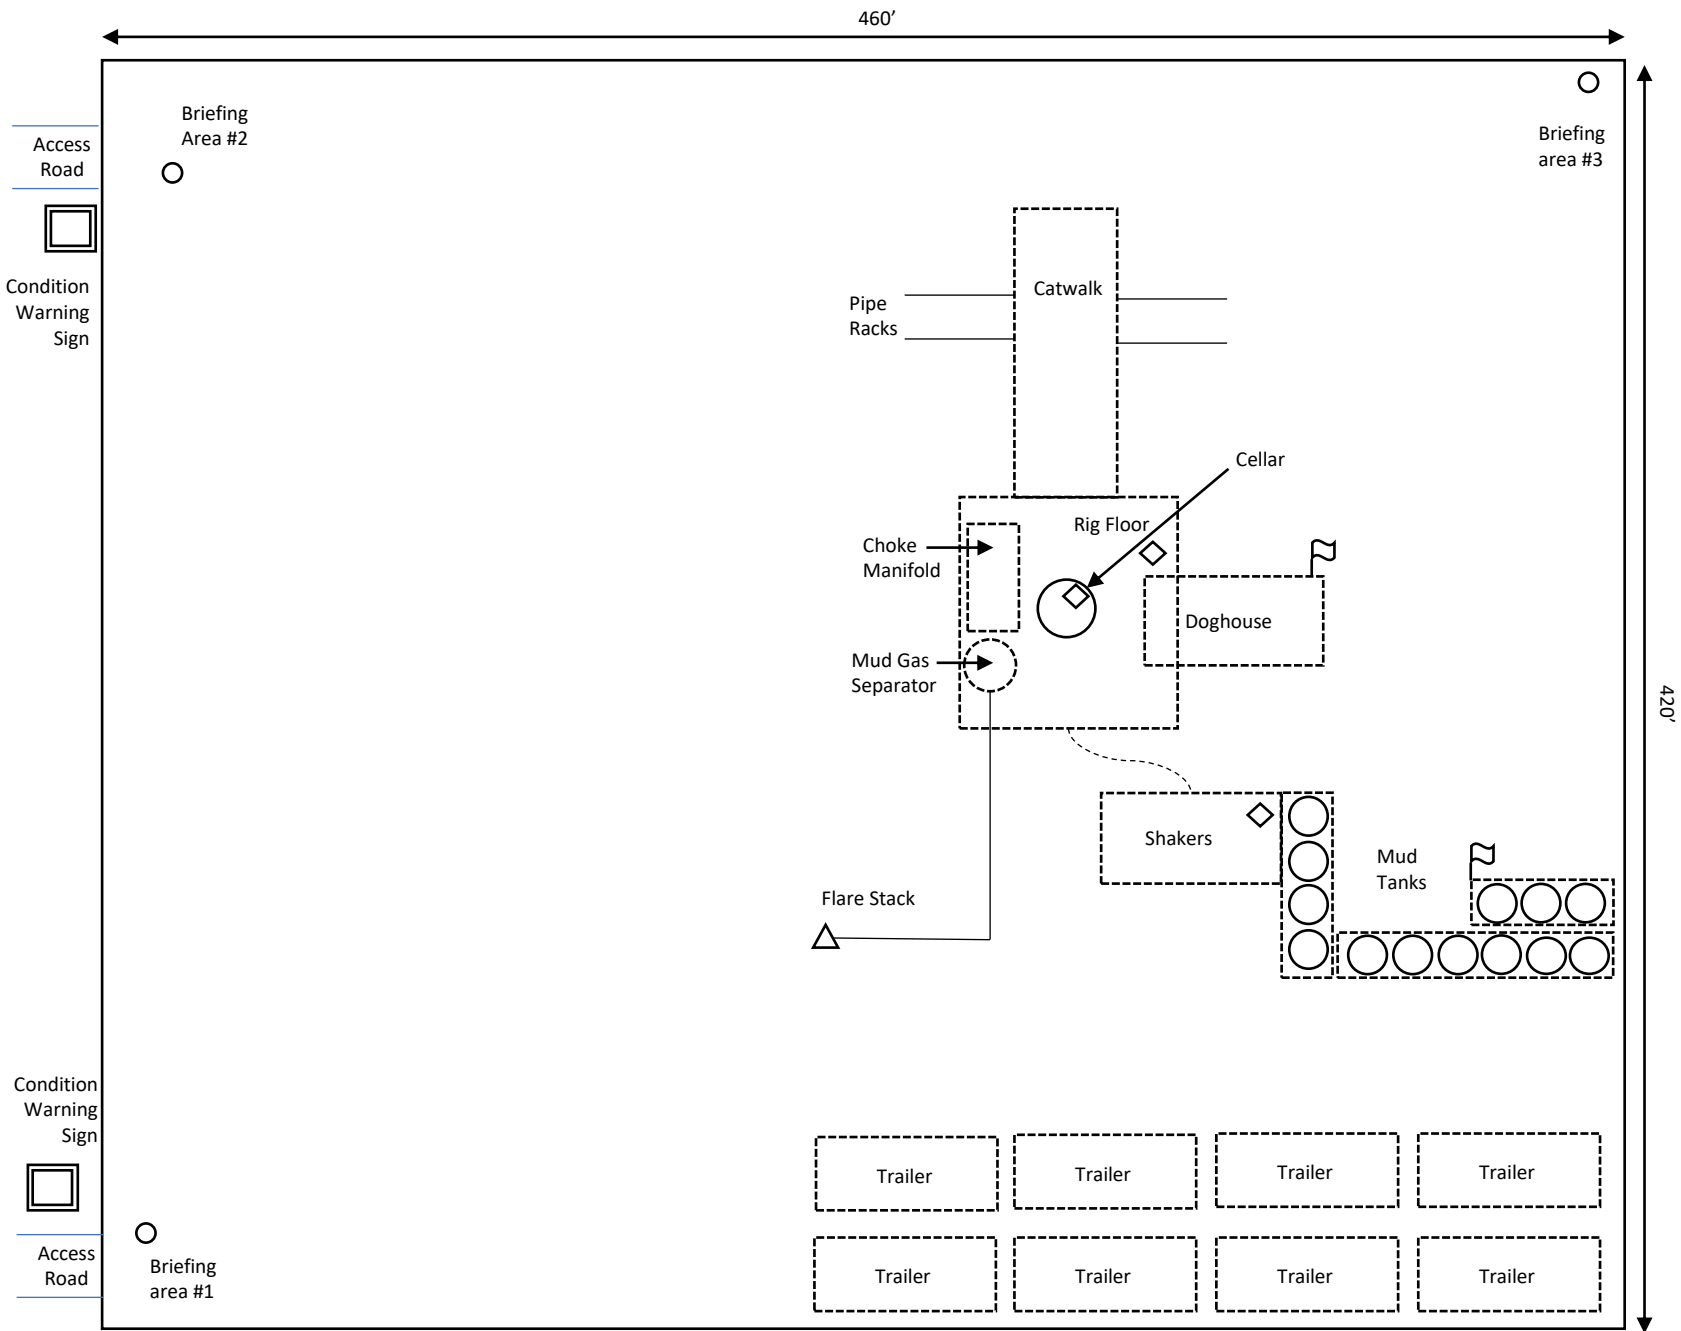 460’
Briefing
Area #2
Access
Road
Briefing
area #3
Condition
Warning
Sign
Catwalk
Pipe
Racks
Cellar
Rig Floor
Choke
Manifold
Doghouse
Mud Gas
Separator
420’
Shakers
Mud
Tanks
Flare Stack
Condition
Warning
Sign
Trailer
Trailer
Trailer
Trailer
Access
Road
Briefing
area #1
Trailer
Trailer
Trailer
Trailer